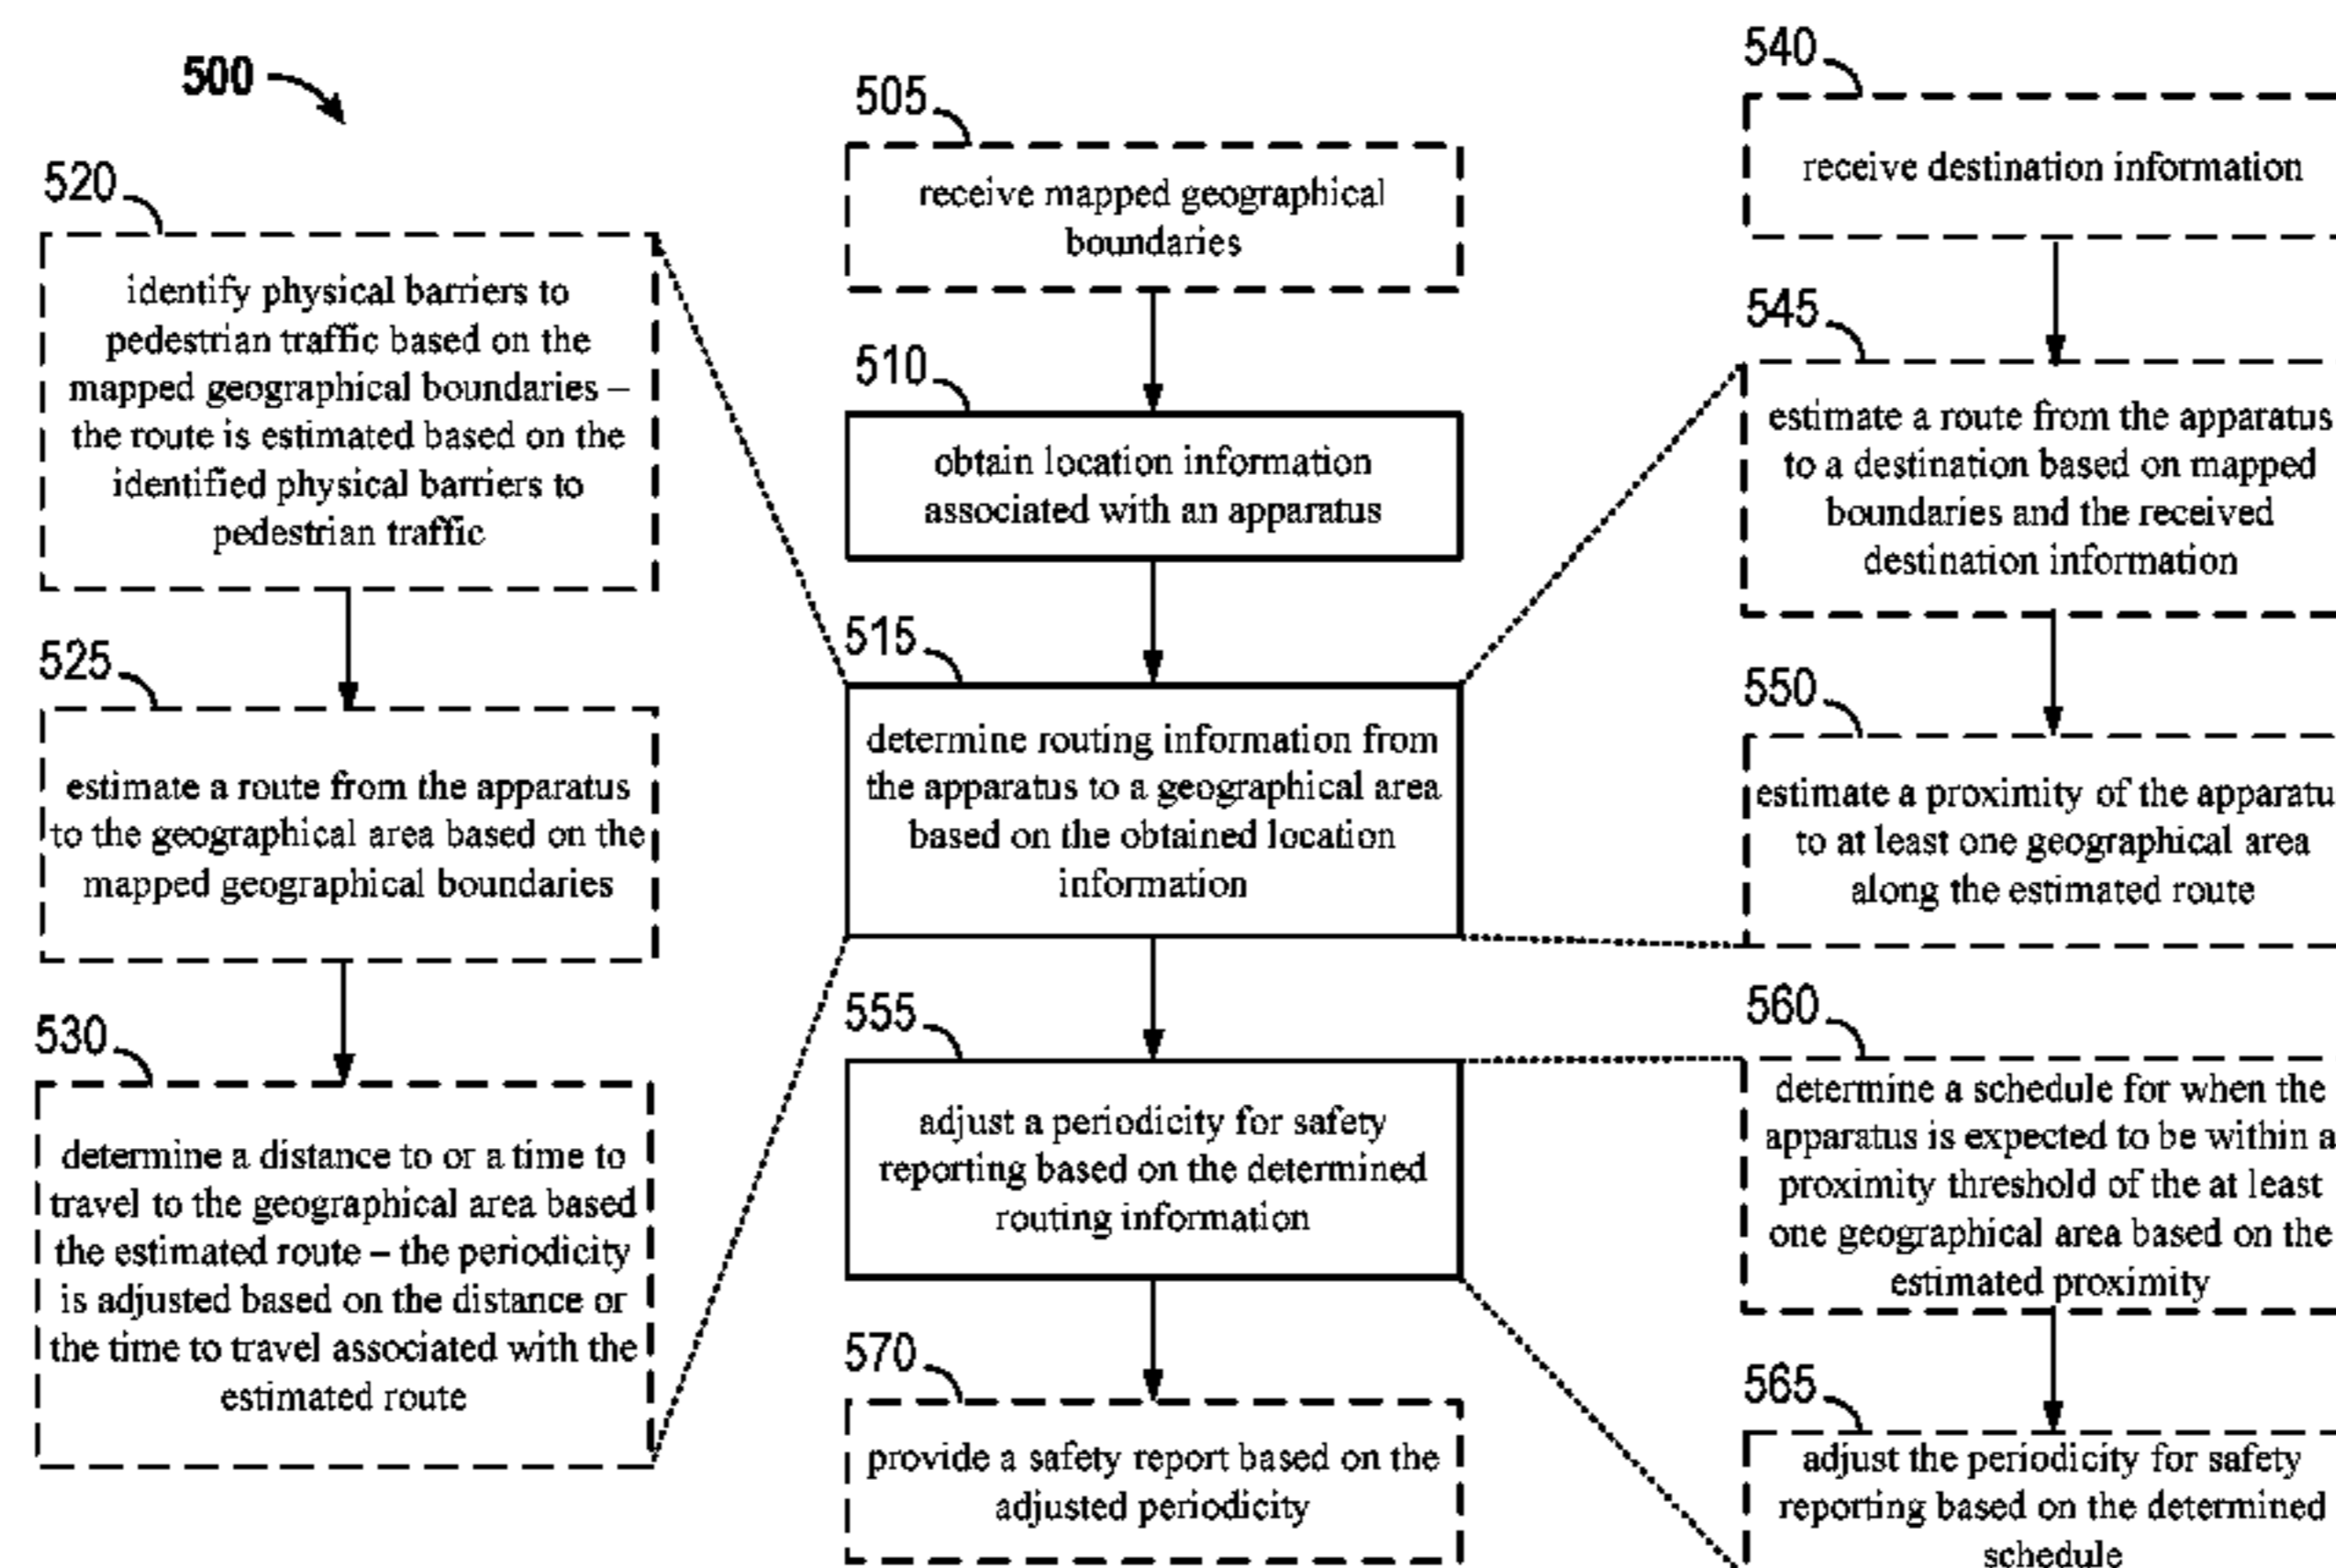 500
520
identify physical barriers to
pedestrian traffic based on the
mapped geographical boundaries –
the route is estimated based on the
identified physical barriers to
pedestrian traffic
525
estimate a route from the apparatus
to the geographical area based on the
mapped geographical boundaries
530
determine a distance to or a time to
travel to the geographical area based
the estimated route – the periodicity
is adjusted based on the distance or
the time to travel associated with the
estimated route
505
receive mapped geographical
boundaries
510
obtain location information
associated with an apparatus
515
determine routing information from
the apparatus to a geographical area
based on the obtained location
information
555
adjust a periodicity for safety
reporting based on the determined
routing information
570
provide a safety report based on the
adjusted periodicity
540
receive destination information
545
estimate a route from the apparatus
to a destination based on mapped
boundaries and the received
destination information
550
estimate a proximity of the apparatu
to at least one geographical area
along the estimated route
560
determine a schedule for when the
apparatus is expected to be within a
proximity threshold of the at least
one geographical area based on the
estimated proximity
565
adjust the periodicity for safety
reporting based on the determined
schedule